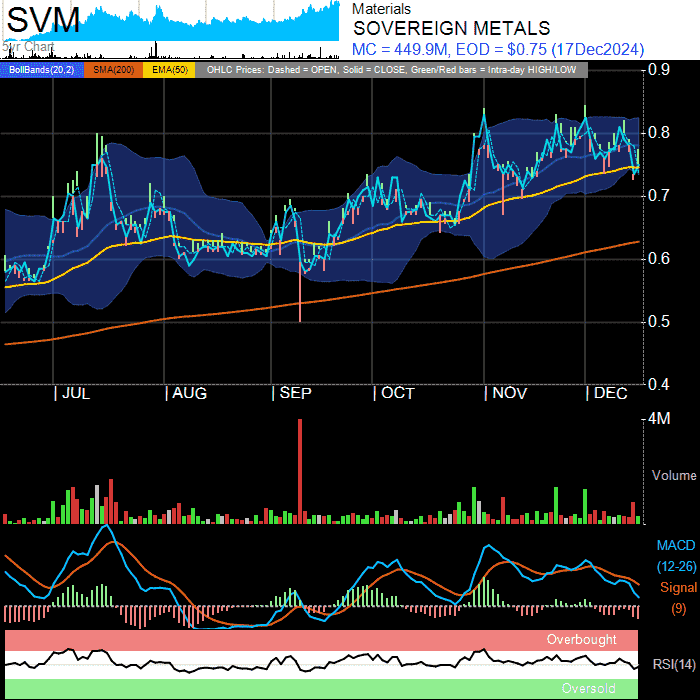 SVM
5yr Chart
Materials
SOVEREIGN METALS
MC = 449.9M, EOD = $0.75 (17Dec2024)
BollBands(20,2) SMA(200) EMA(50) OHLC Prices: Dashed = OPEN, Solid = CLOSE, Green/Red bars = Intra-day HIGH/LOW
0.9
0.8
0.7
0.6
0.5
0.4
JUL AUG SEP OCT NOV DEC
4M
Volume
MACD
(12-26)
Signal
(9)
Overbought
RSI(14)
Oversold